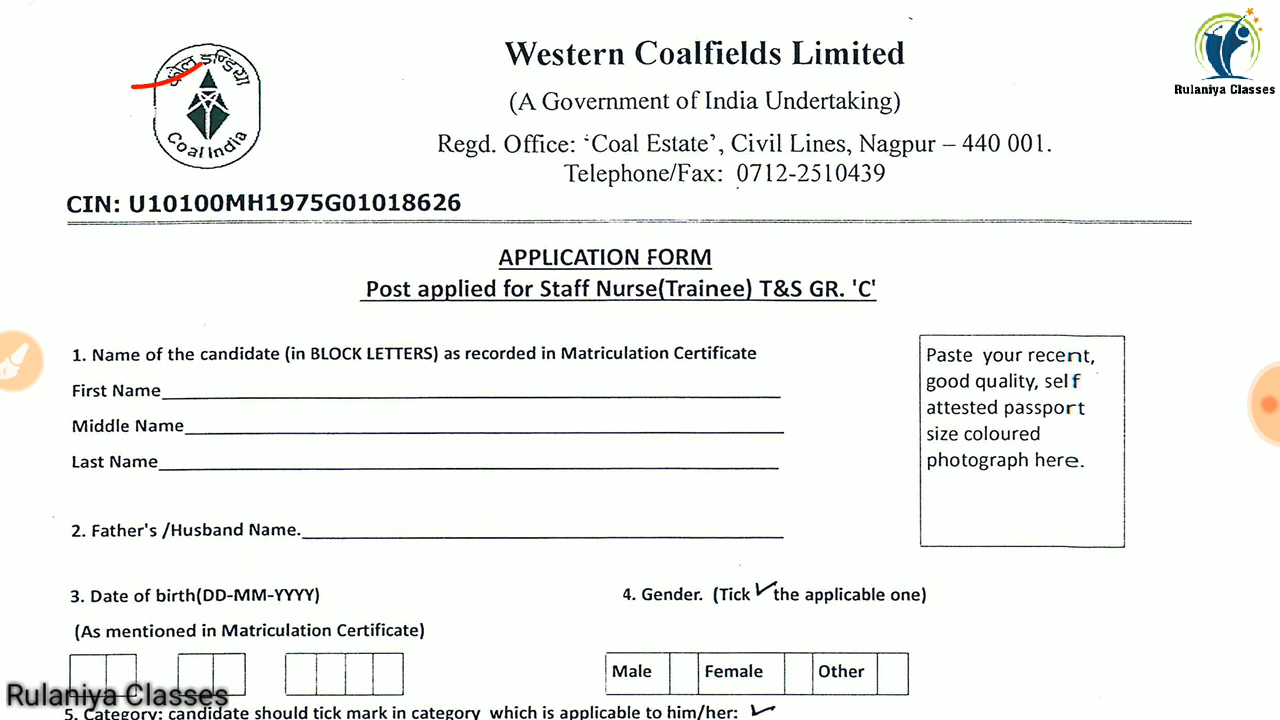 कोल इण्डिया
Coal India
Western Coalfields Limited
(A Government of India Undertaking)
Regd. Office: ‘Coal Estate’, Civil Lines, Nagpur – 440 001.
Telephone/Fax: 0712-2510439
Rulaniya Classes
CIN: U10100MH1975G01018626
APPLICATION FORM
Post applied for Staff Nurse(Trainee) T&S GR. 'C'
1. Name of the candidate (in BLOCK LETTERS) as recorded in Matriculation Certificate
First Name
Middle Name
Last Name
Paste your recent,
good quality, self
attested passport
size coloured
photograph here.
2. Father's /Husband Name.
3. Date of birth(DD-MM-YYYY)
4. Gender. (Tick ✓ the applicable one)
(As mentioned in Matriculation Certificate)
Male Female Other
Rulaniya Classes
5. Category: candidate should tick mark in category which is applicable to him/her: ✓